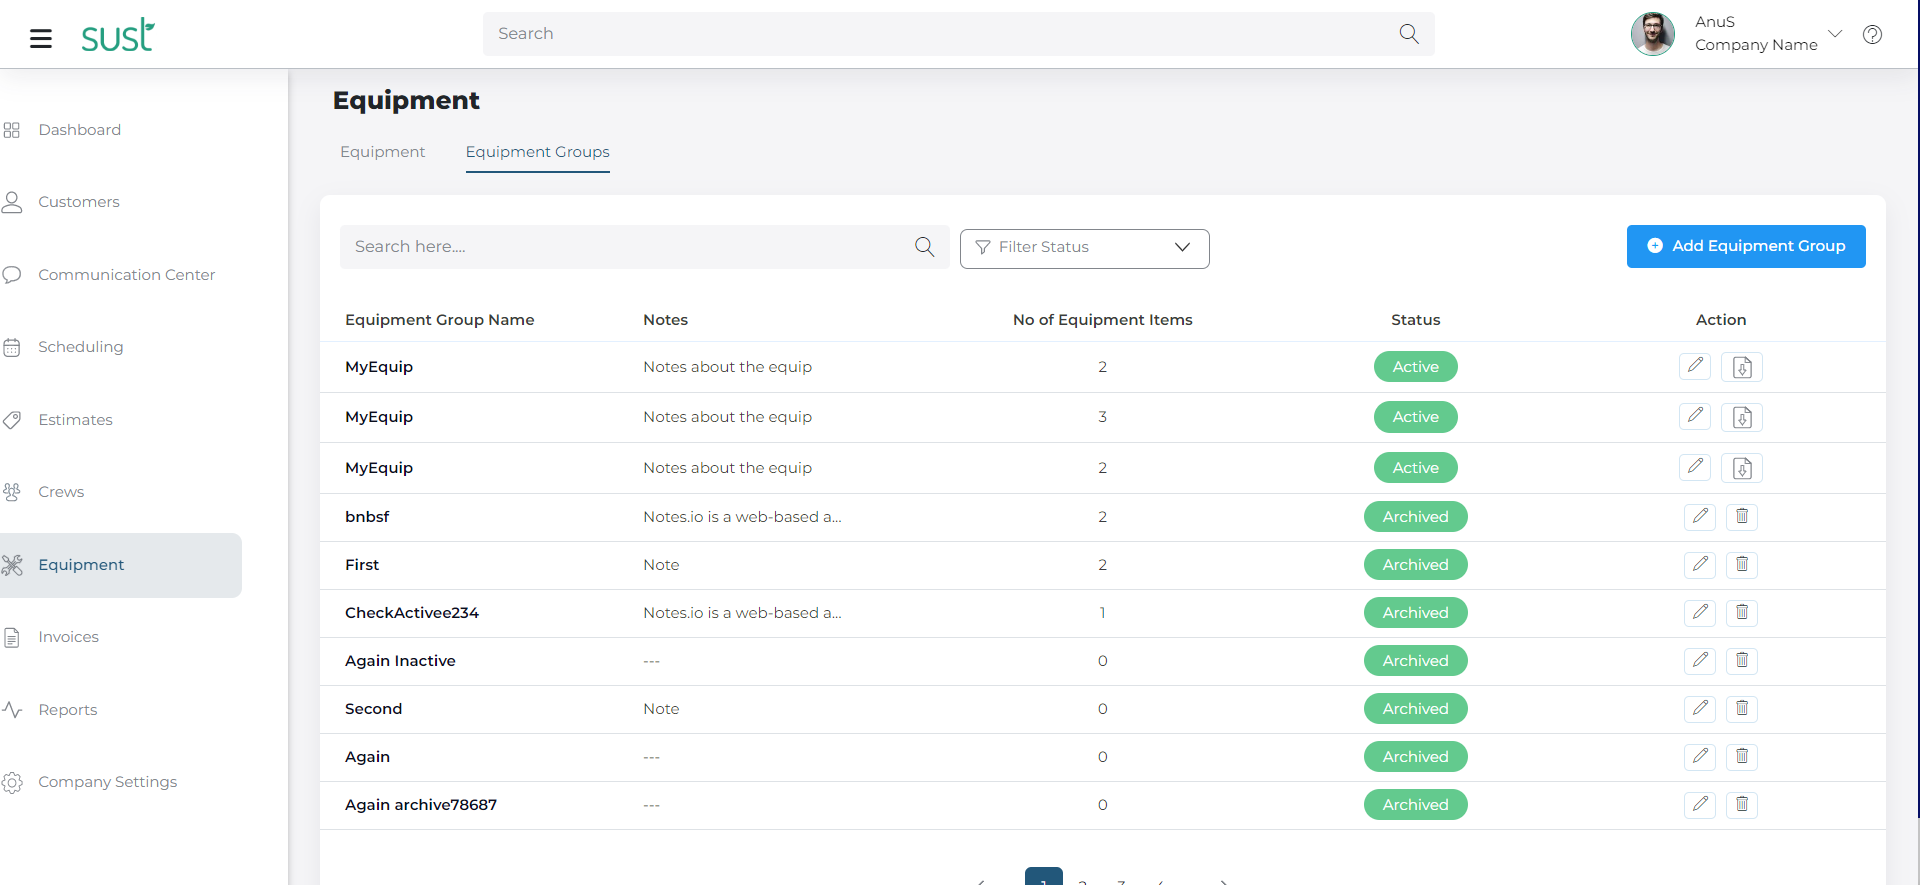 sust
Search
AnuS
Company Name
Dashboard
Customers
Communication Center
Scheduling
Estimates
Crews
Equipment
Invoices
Reports
Company Settings
Equipment
Equipment Equipment Groups
Search here.... Filter Status Add Equipment Group
Equipment Group Name Notes No of Equipment Items Status Action
MyEquip Notes about the equip 2 Active
MyEquip Notes about the equip 3 Active
MyEquip Notes about the equip 2 Active
bnbsf Notes.io is a web-based a... 2 Archived
First Note 2 Archived
CheckActivee234 Notes.io is a web-based a... 1 Archived
Again Inactive --- 0 Archived
Second Note 0 Archived
Again --- 0 Archived
Again archive78687 --- 0 Archived
1 2 3